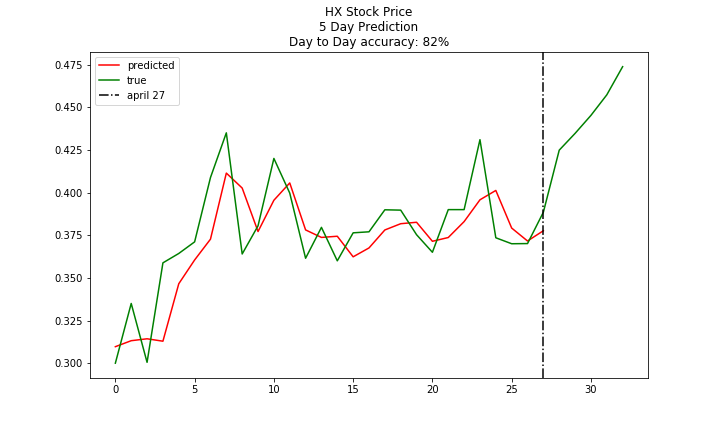 HX Stock Price
5 Day Prediction
Day to Day accuracy: 82%
predicted
true
april 27
0.475
0.450
0.425
0.400
0.375
0.350
0.325
0.300
0 5 10 15 20 25 30